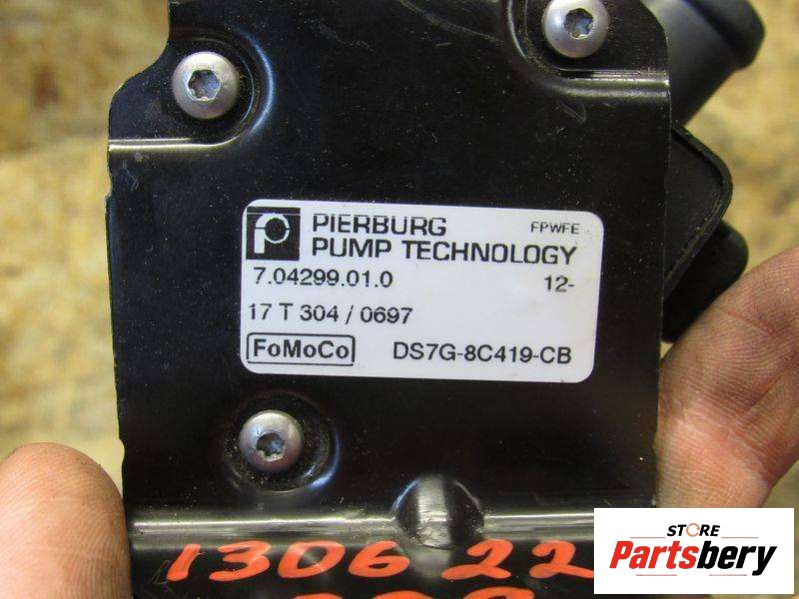 PIERBURG FPWFE
PUMP TECHNOLOGY
7.04299.01.0 12-
17 T 304 / 0697
FoMoCo DS7G-8C419-CB
1306 22
STORE
Partsbery